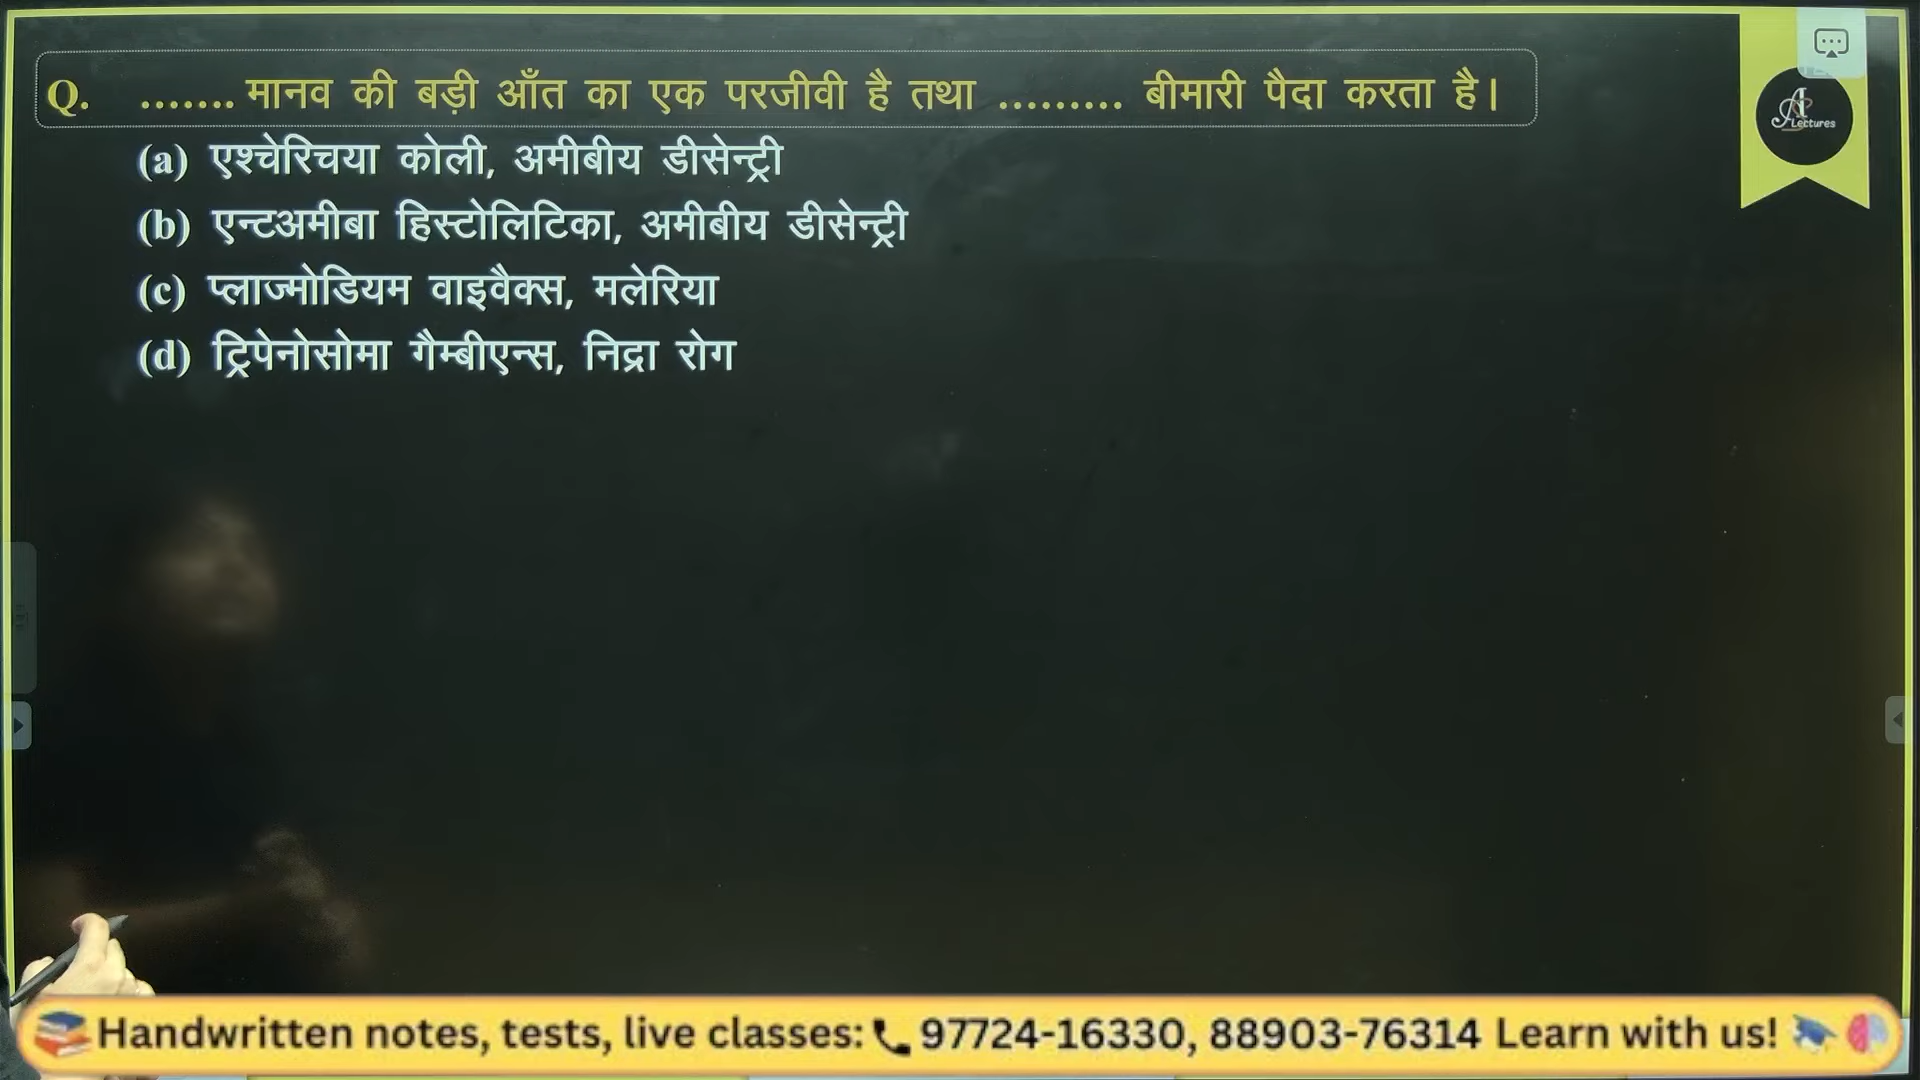 Q. ....... मानव की बड़ी आँत का एक परजीवी है तथा ......... बीमारी पैदा करता है।
(a) एश्चेरिचया कोली, अमीबीय डीसेन्ट्री
(b) एन्टअमीबा हिस्टोलिटिका, अमीबीय डीसेन्ट्री
(c) प्लाज्मोडियम वाइवैक्स, मलेरिया
(d) ट्रिपेनोसोमा गैम्बीएन्स, निद्रा रोग
Lectures
Handwritten notes, tests, live classes: 97724-16330, 88903-76314 Learn with us!